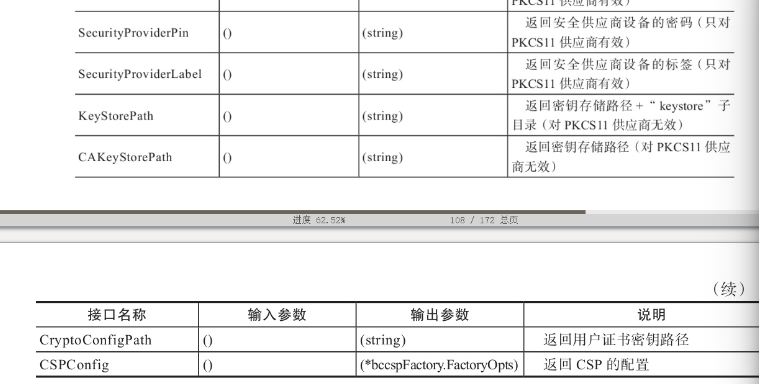 PKCS11 供应商有效）
SecurityProviderPin () (string) 返回安全供应商设备的密码（只对
PKCS11 供应商有效）
SecurityProviderLabel () (string) 返回安全供应商设备的标签（只对
PKCS11 供应商有效）
KeyStorePath () (string) 返回密钥存储路径 +“ keystore”子
目录（对 PKCS11 供应商无效）
CAKeyStorePath () (string) 返回密钥存储路径（对 PKCS11 供应
商无效）
进度 62.52% 108 / 172 总页
（续）
接口名称 输入参数 输出参数 说明
CryptoConfigPath () (string) 返回用户证书密钥路径
CSPConfig () (*bccspFactory.FactoryOpts) 返回 CSP 的配置